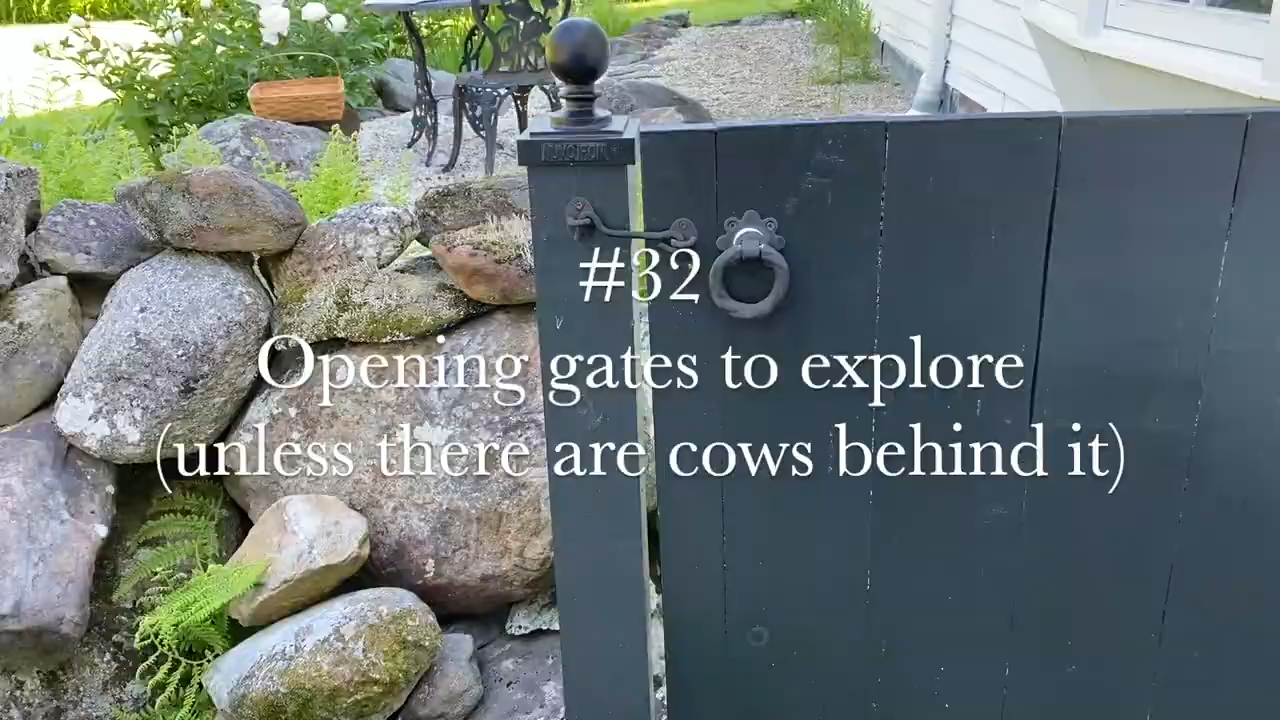 #32
Opening gates to explore
(unless there are cows behind it)